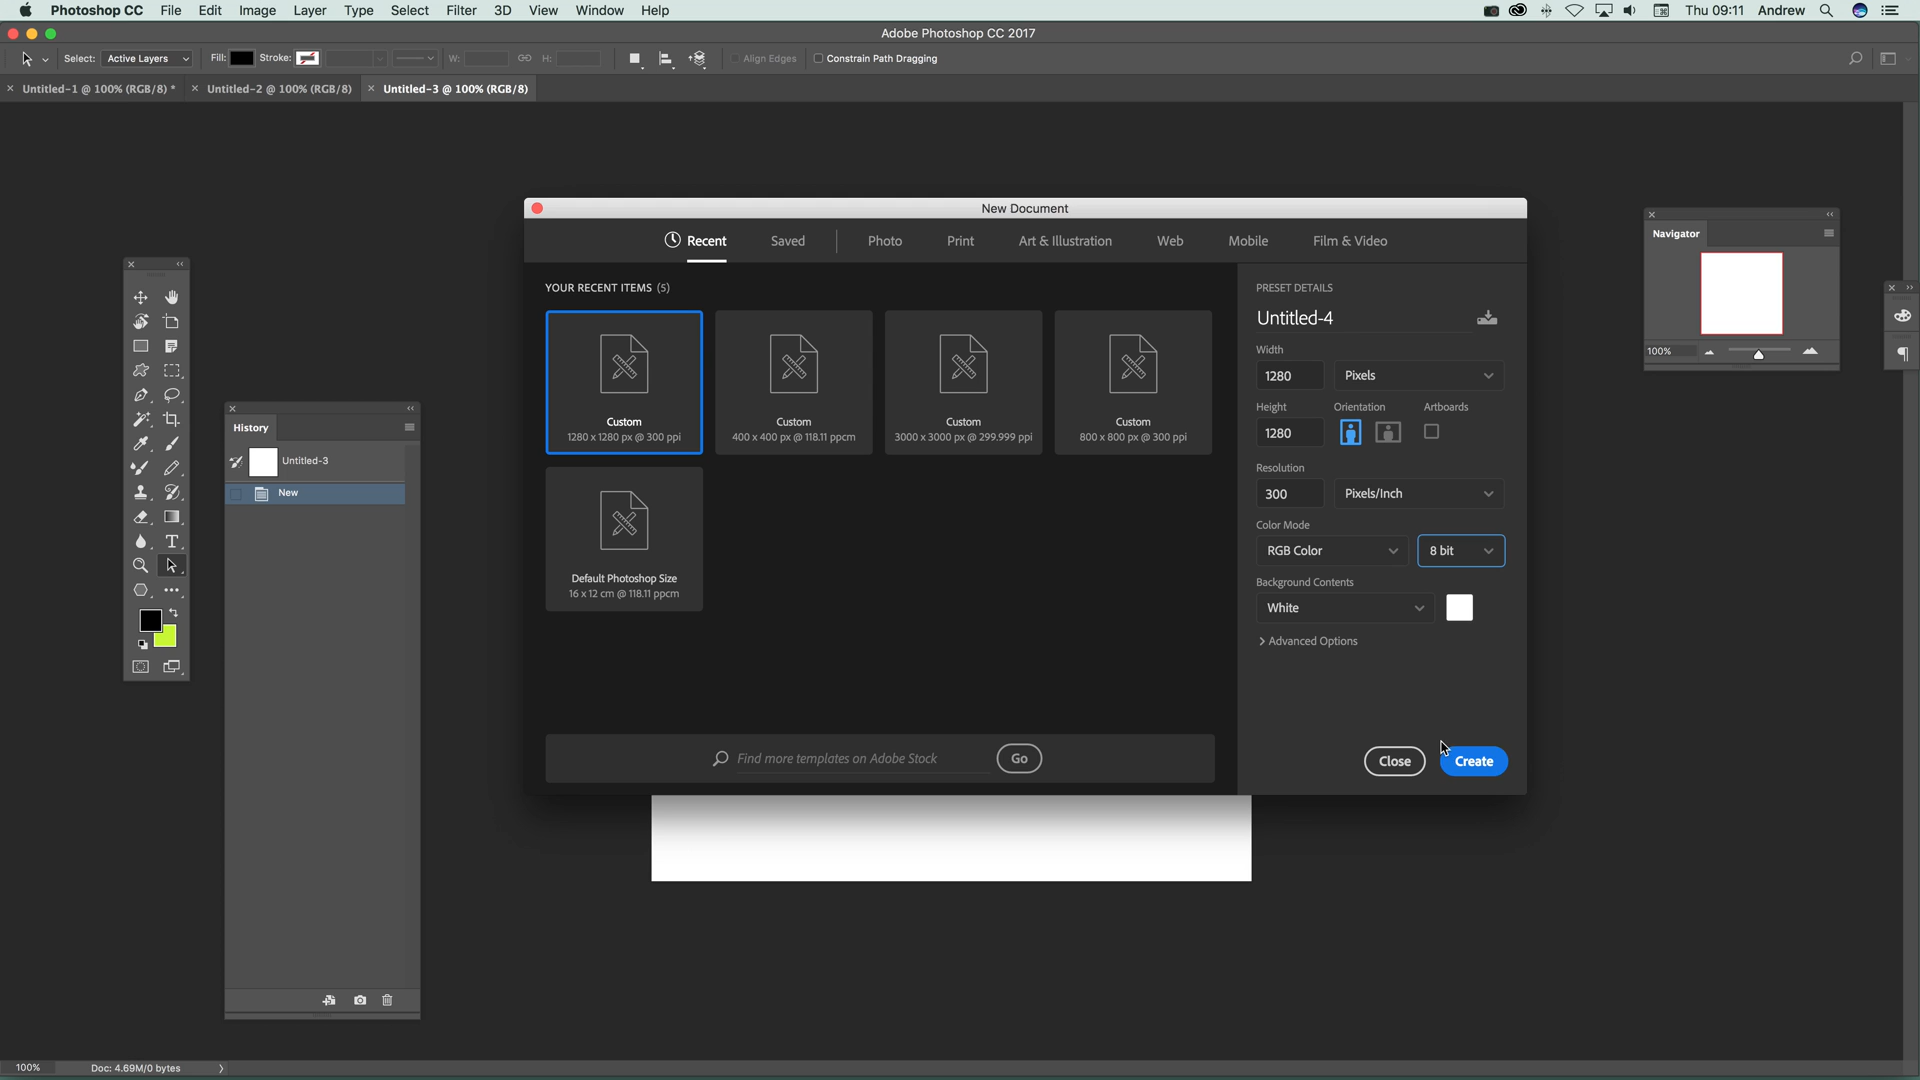 Photoshop CC File Edit Image Layer Type Select Filter 3D View Window Help Thu 09:11 Andrew
Adobe Photoshop CC 2017
Select: Active Layers Fill: Stroke: W: H: Align Edges Constrain Path Dragging
Untitled-1 @ 100% (RGB/8) * Untitled-2 @ 100% (RGB/8) Untitled-3 @ 100% (RGB/8)
New Document
Recent Saved Photo Print Art & Illustration Web Mobile Film & Video
YOUR RECENT ITEMS (5)
Custom
1280 x 1280 px @ 300 ppi
Custom
400 x 400 px @ 118.11 ppcm
Custom
3000 x 3000 px @ 299.999 ppi
Custom
800 x 800 px @ 300 ppi
Default Photoshop Size
16 x 12 cm @ 118.11 ppcm
Find more templates on Adobe Stock Go
PRESET DETAILS
Untitled-4
Width
1280 Pixels
Height Orientation Artboards
1280
Resolution
300 Pixels/Inch
Color Mode
RGB Color 8 bit
Background Contents
White
Advanced Options
Close Create
Navigator
100%
History
Untitled-3
New
100% Doc: 4.69M/0 bytes